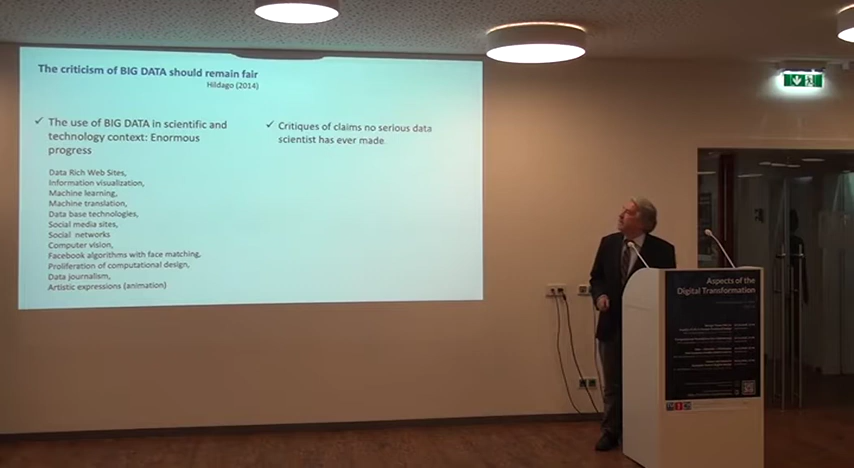 The criticism of BIG DATA should remain fair
Hildago (2014)
✓ The use of BIG DATA in scientific and
technology context: Enormous
progress
Data Rich Web Sites,
Information visualization,
Machine learning,
Machine translation,
Data base technologies,
Social media sites,
Social networks
Computer vision,
Facebook algorithms with face matching,
Proliferation of computational design,
Data journalism,
Artistic expressions (animation)
✓ Critiques of claims no serious data
scientist has ever made.
Aspects of the
Digital Transformation